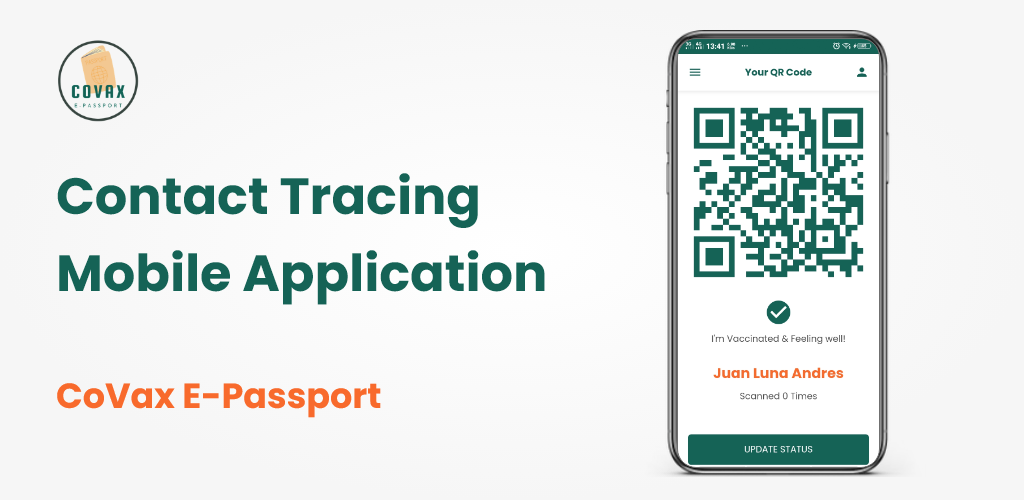 COVAX
E-PASSPORT
Contact Tracing
Mobile Application
CoVax E-Passport
13:41
Your QR Code
I'm Vaccinated & Feeling well!
Juan Luna Andres
Scanned 0 Times
UPDATE STATUS